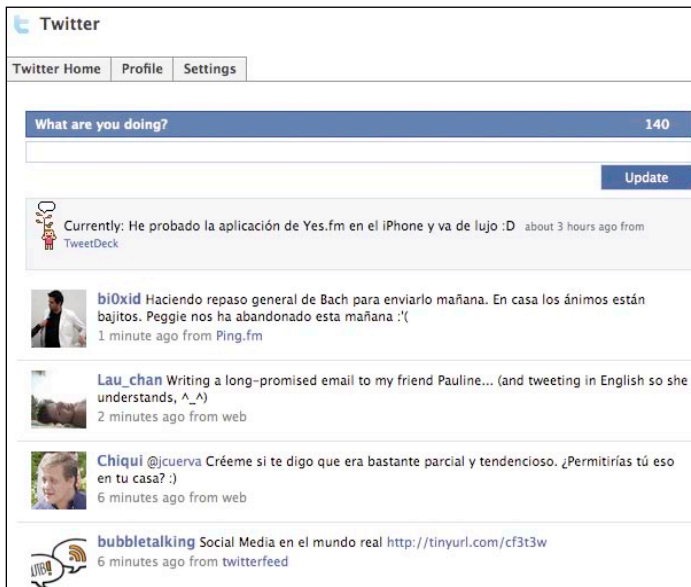 Twitter
Twitter Home Profile Settings
What are you doing? 140
Update
Currently: He probado la aplicación de Yes.fm en el iPhone y va de lujo :D about 3 hours ago from
TweetDeck
bi0xid Haciendo repaso general de Bach para enviarlo mañana. En casa los ánimos están
bajitos. Peggie nos ha abandonado esta mañana :'(
1 minute ago from Ping.fm
Lau_chan Writing a long-promised email to my friend Pauline... (and tweeting in English so she
understands, ^_^)
2 minutes ago from web
Chiqui @jcuerva Créeme si te digo que era bastante parcial y tendencioso. ¿Permitirías tú eso
en tu casa? :)
6 minutes ago from web
bubbletalking Social Media en el mundo real http://tinyurl.com/cf3t3w
6 minutes ago from twitterfeed